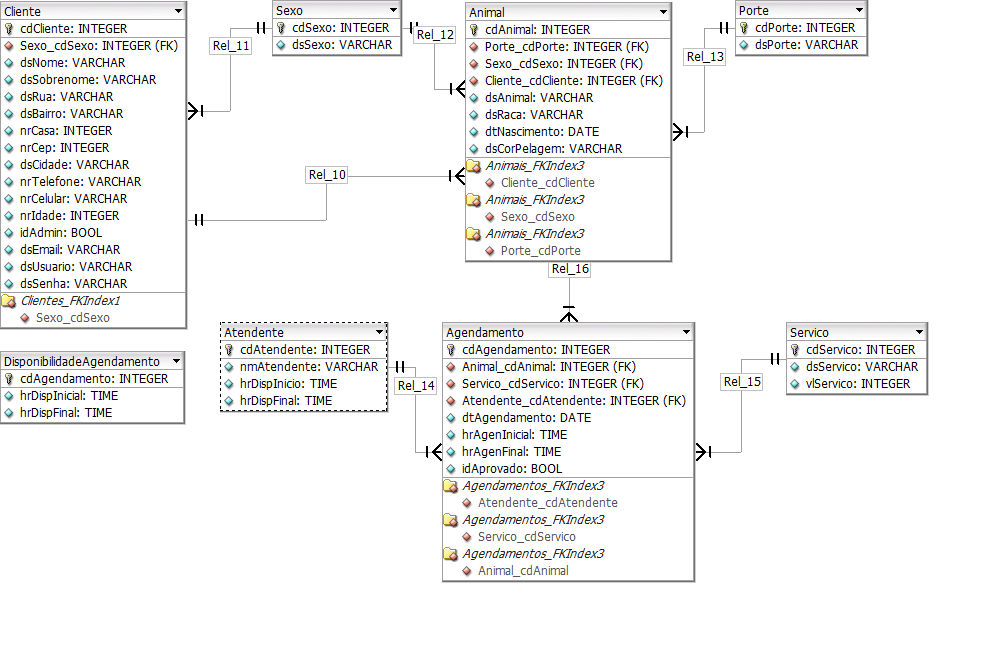 Cliente
cdCliente: INTEGER
Sexo_cdSexo: INTEGER (FK)
dsNome: VARCHAR
dsSobrenome: VARCHAR
dsRua: VARCHAR
dsBairro: VARCHAR
nrCasa: INTEGER
nrCep: INTEGER
dsCidade: VARCHAR
nrTelefone: VARCHAR
nrCelular: VARCHAR
nrIdade: INTEGER
idAdmin: BOOL
dsEmail: VARCHAR
dsUsuario: VARCHAR
dsSenha: VARCHAR
Clientes_FKIndex1
Sexo_cdSexo
Rel_11
Sexo
cdSexo: INTEGER
dsSexo: VARCHAR
Rel_12
Rel_10
Animal
cdAnimal: INTEGER
Porte_cdPorte: INTEGER (FK)
Sexo_cdSexo: INTEGER (FK)
Cliente_cdCliente: INTEGER (FK)
dsAnimal: VARCHAR
dsRaca: VARCHAR
dtNascimento: DATE
dsCorPelagem: VARCHAR
Animais_FKIndex3
Cliente_cdCliente
Animais_FKIndex3
Sexo_cdSexo
Animais_FKIndex3
Porte_cdPorte
Rel_13
Porte
cdPorte: INTEGER
dsPorte: VARCHAR
Rel_16
DisponibilidadeAgendamento
cdAgendamento: INTEGER
hrDispInicial: TIME
hrDispFinal: TIME
Atendente
cdAtendente: INTEGER
nmAtendente: VARCHAR
hrDispInicio: TIME
hrDispFinal: TIME
Rel_14
Agendamento
cdAgendamento: INTEGER
Animal_cdAnimal: INTEGER (FK)
Servico_cdServico: INTEGER (FK)
Atendente_cdAtendente: INTEGER (FK)
dtAgendamento: DATE
hrAgenInicial: TIME
hrAgenFinal: TIME
idAprovado: BOOL
Agendamentos_FKIndex3
Atendente_cdAtendente
Agendamentos_FKIndex3
Servico_cdServico
Agendamentos_FKIndex3
Animal_cdAnimal
Rel_15
Servico
cdServico: INTEGER
dsServico: VARCHAR
vlServico: INTEGER